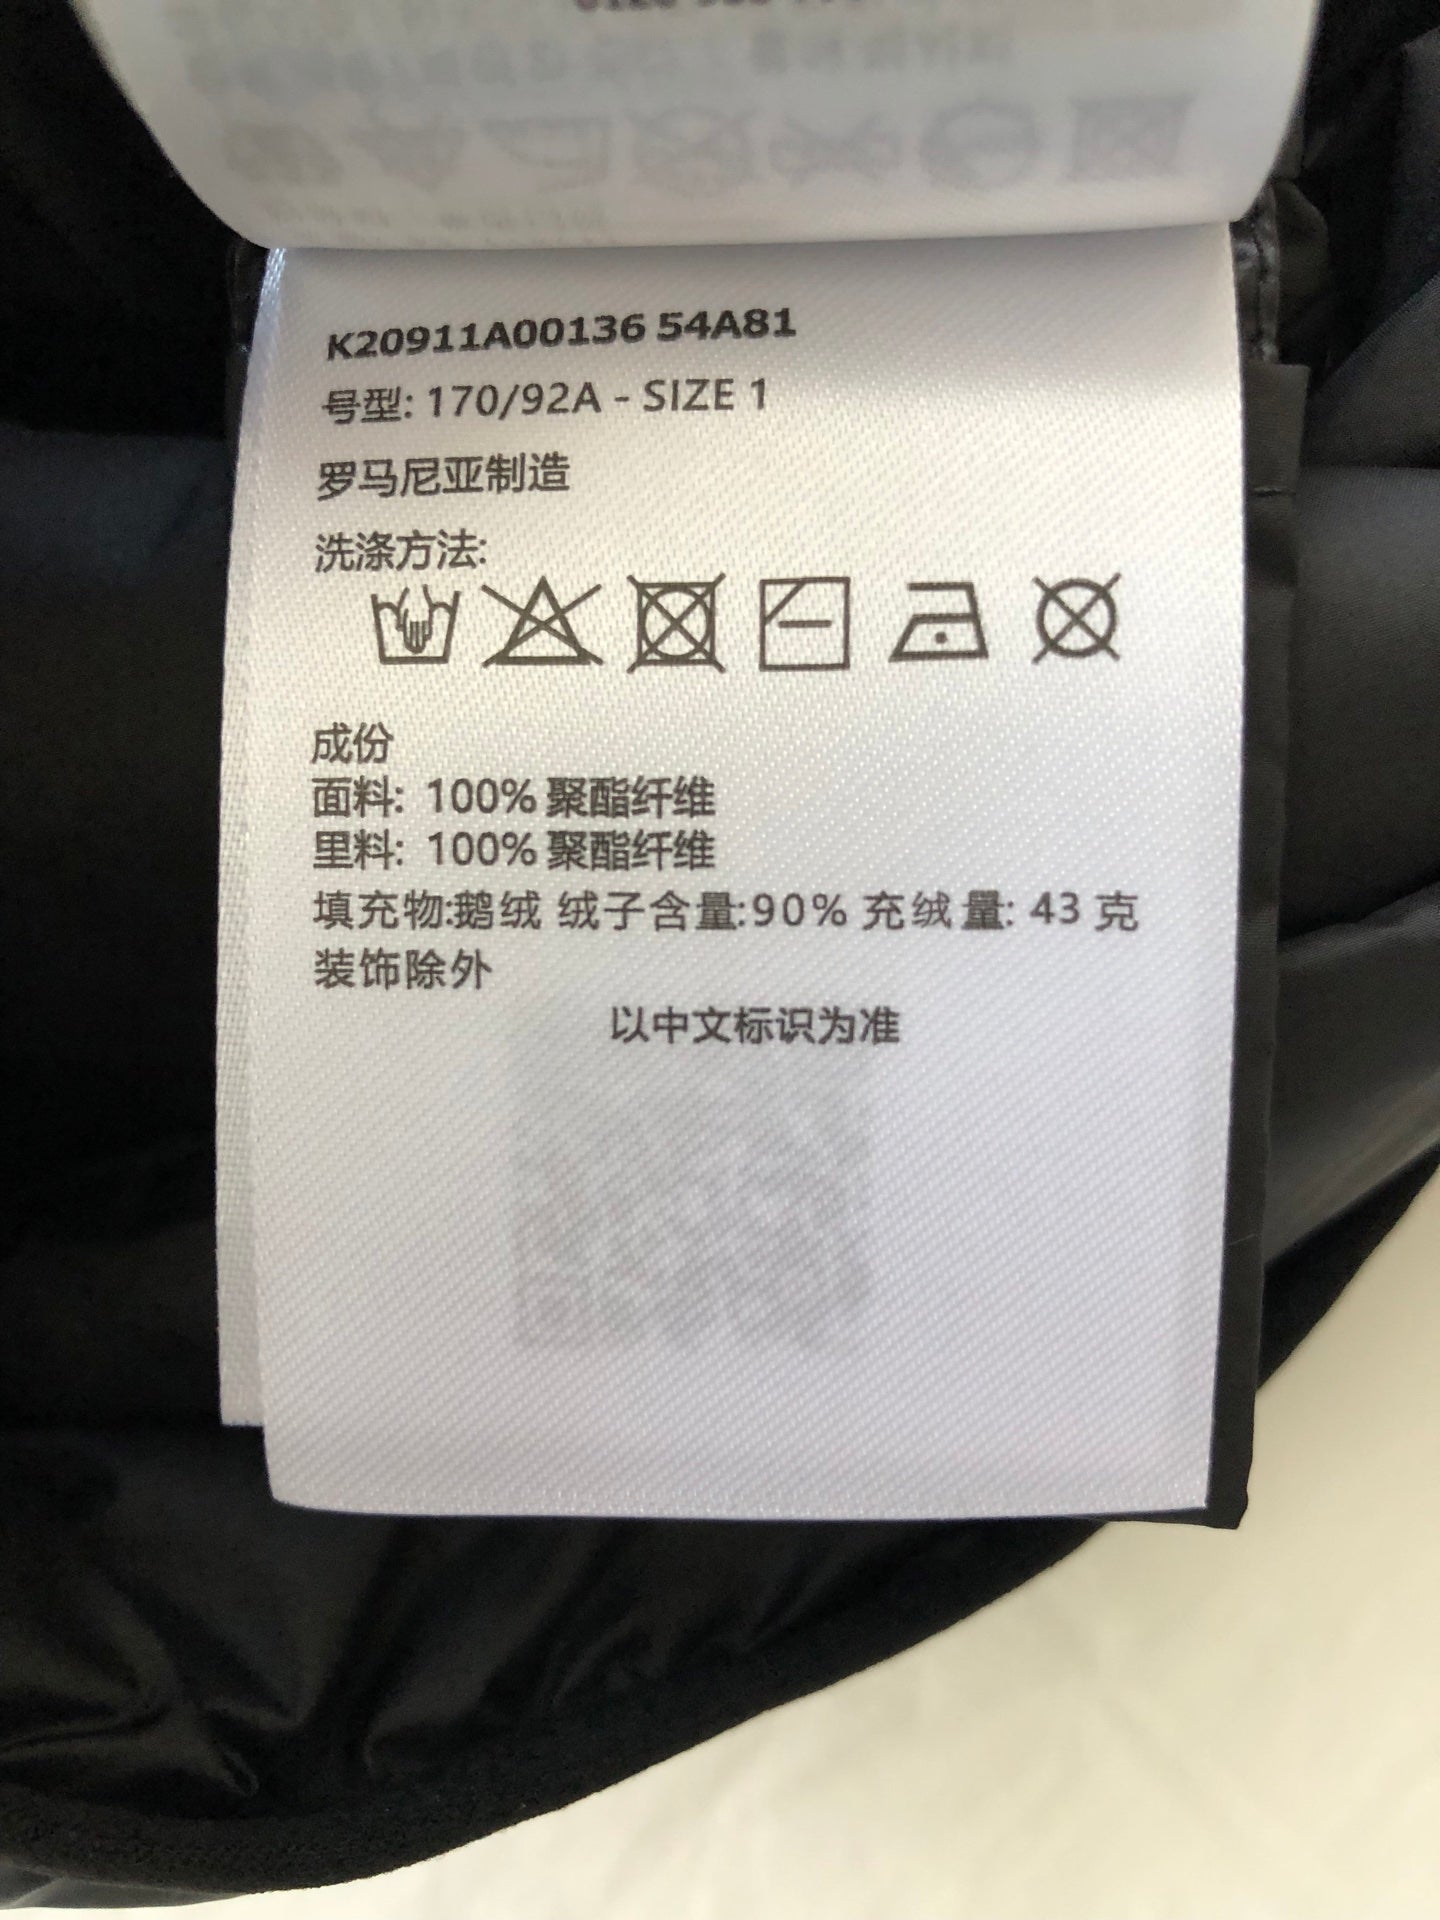 K20911A00136 54A81
号型: 170/92A - SIZE 1
罗马尼亚制造
洗涤方法:
成份
面料: 100% 聚酯纤维
里料: 100% 聚酯纤维
填充物:鹅绒 绒子含量:90% 充绒量: 43 克
装饰除外
以中文标识为准